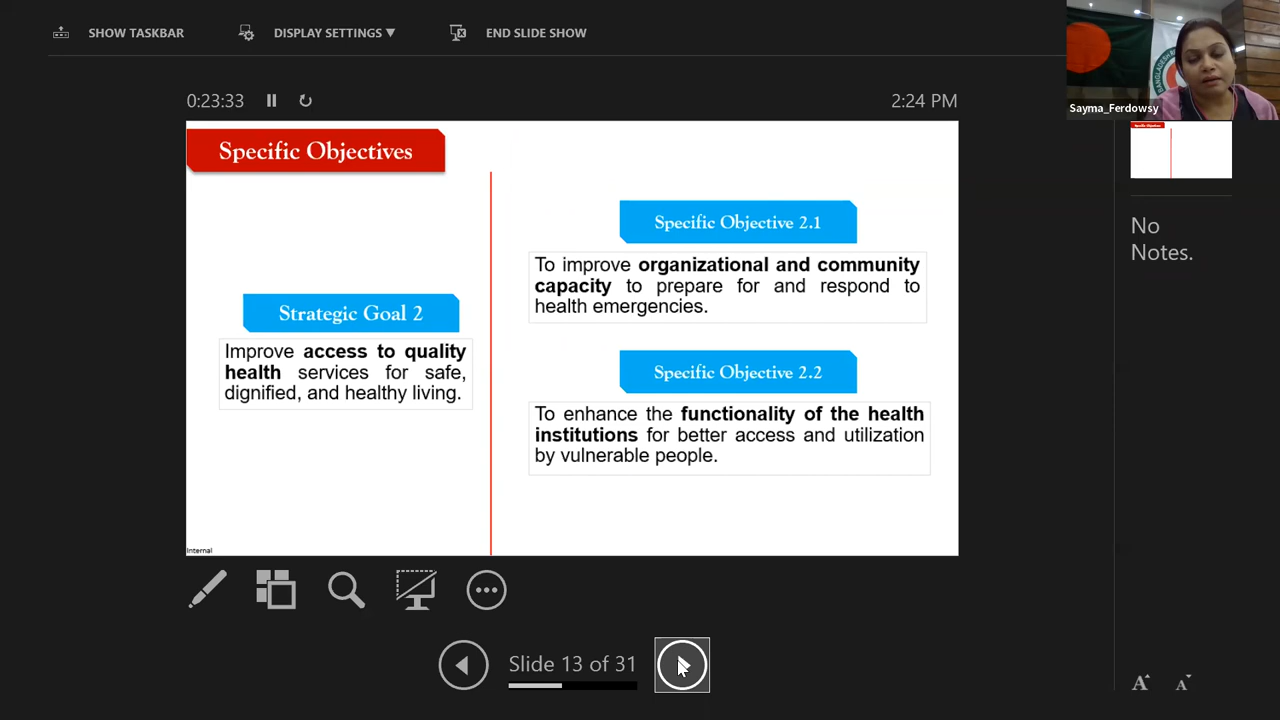 SHOW TASKBAR
DISPLAY SETTINGS ▼
END SLIDE SHOW
Sayma_Ferdowsy
0:23:33
2:24 PM
Specific Objectives
Strategic Goal 2
Improve access to quality
health services for safe,
dignified, and healthy living.
Specific Objective 2.1
To improve organizational and community
capacity to prepare for and respond to
health emergencies.
Specific Objective 2.2
To enhance the functionality of the health
institutions for better access and utilization
by vulnerable people.
Internal
Specific Objectives
No
Notes.
Slide 13 of 31
A A